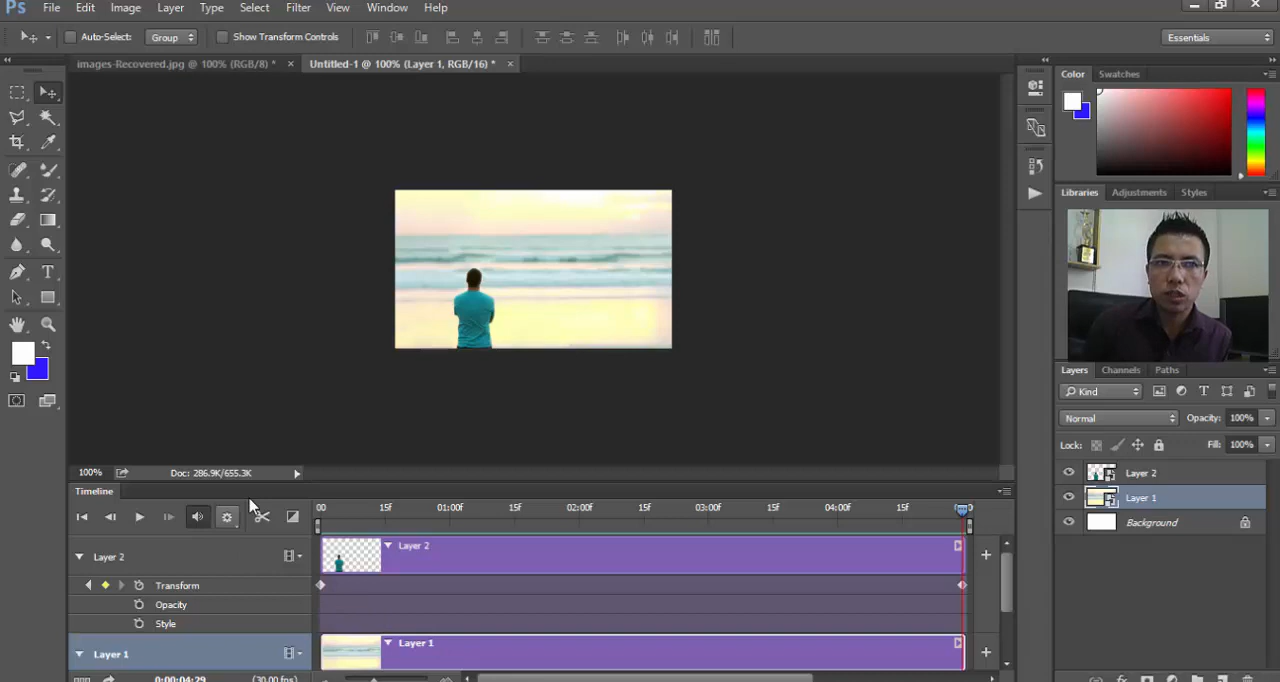 Ps File Edit Image Layer Type Select Filter View Window Help
Auto-Select: Group Show Transform Controls Essentials
images-Recovered.jpg @ 100% (RGB/8) * × Untitled-1 @ 100% (Layer 1, RGB/16) * ×
Color Swatches
Libraries Adjustments Styles
Layers Channels Paths
Kind
Normal Opacity: 100%
Lock: Fill: 100%
Layer 2
Layer 1
Background
100% Doc: 286.9K/655.3K
Timeline
00 15f 01:00f 15f 02:00f 15f 03:00f 15f 04:00f 15f
Layer 2 Layer 2
Transform
Opacity
Style
Layer 1 Layer 1
0:00:04:29 (30.00 fps)